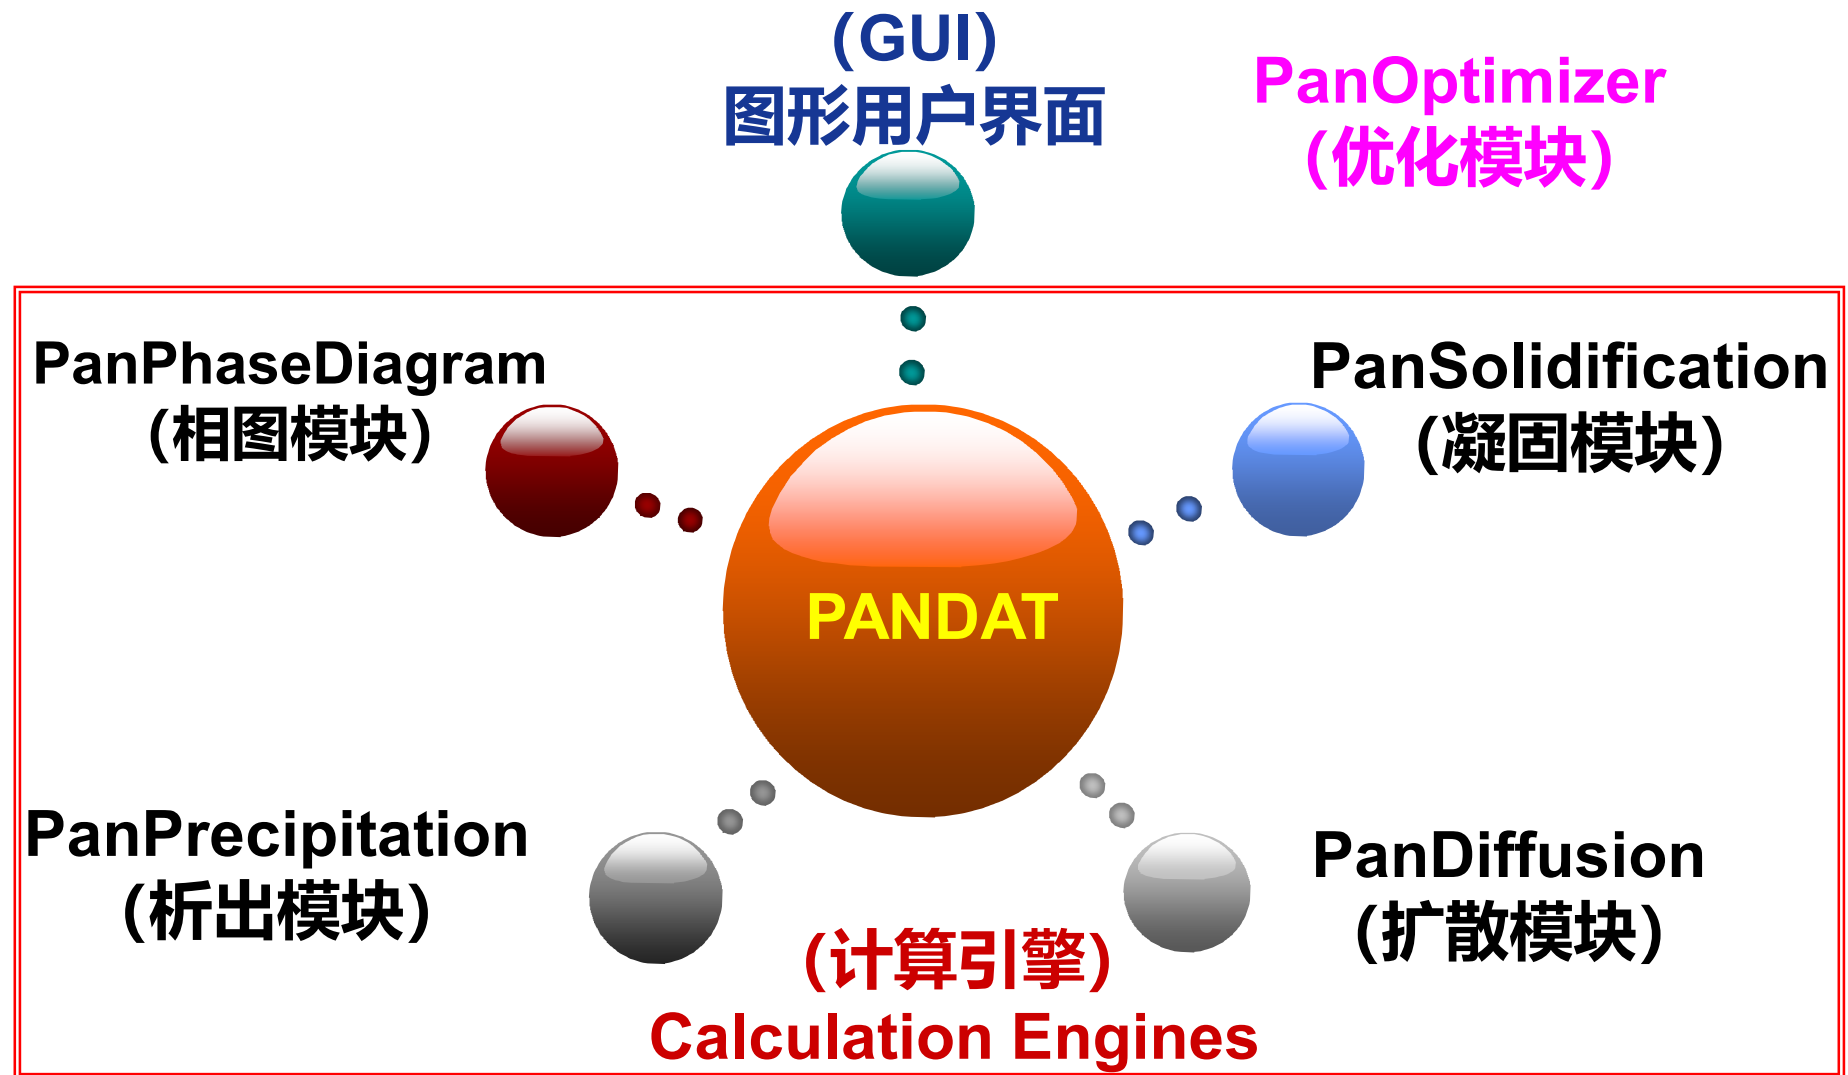 (GUI)
图形用户界面
PanOptimizer
(优化模块)
PanPhaseDiagram
(相图模块)
PanSolidification
(凝固模块)
PANDAT
PanPrecipitation
(析出模块)
PanDiffusion
(扩散模块)
(计算引擎)
Calculation Engines